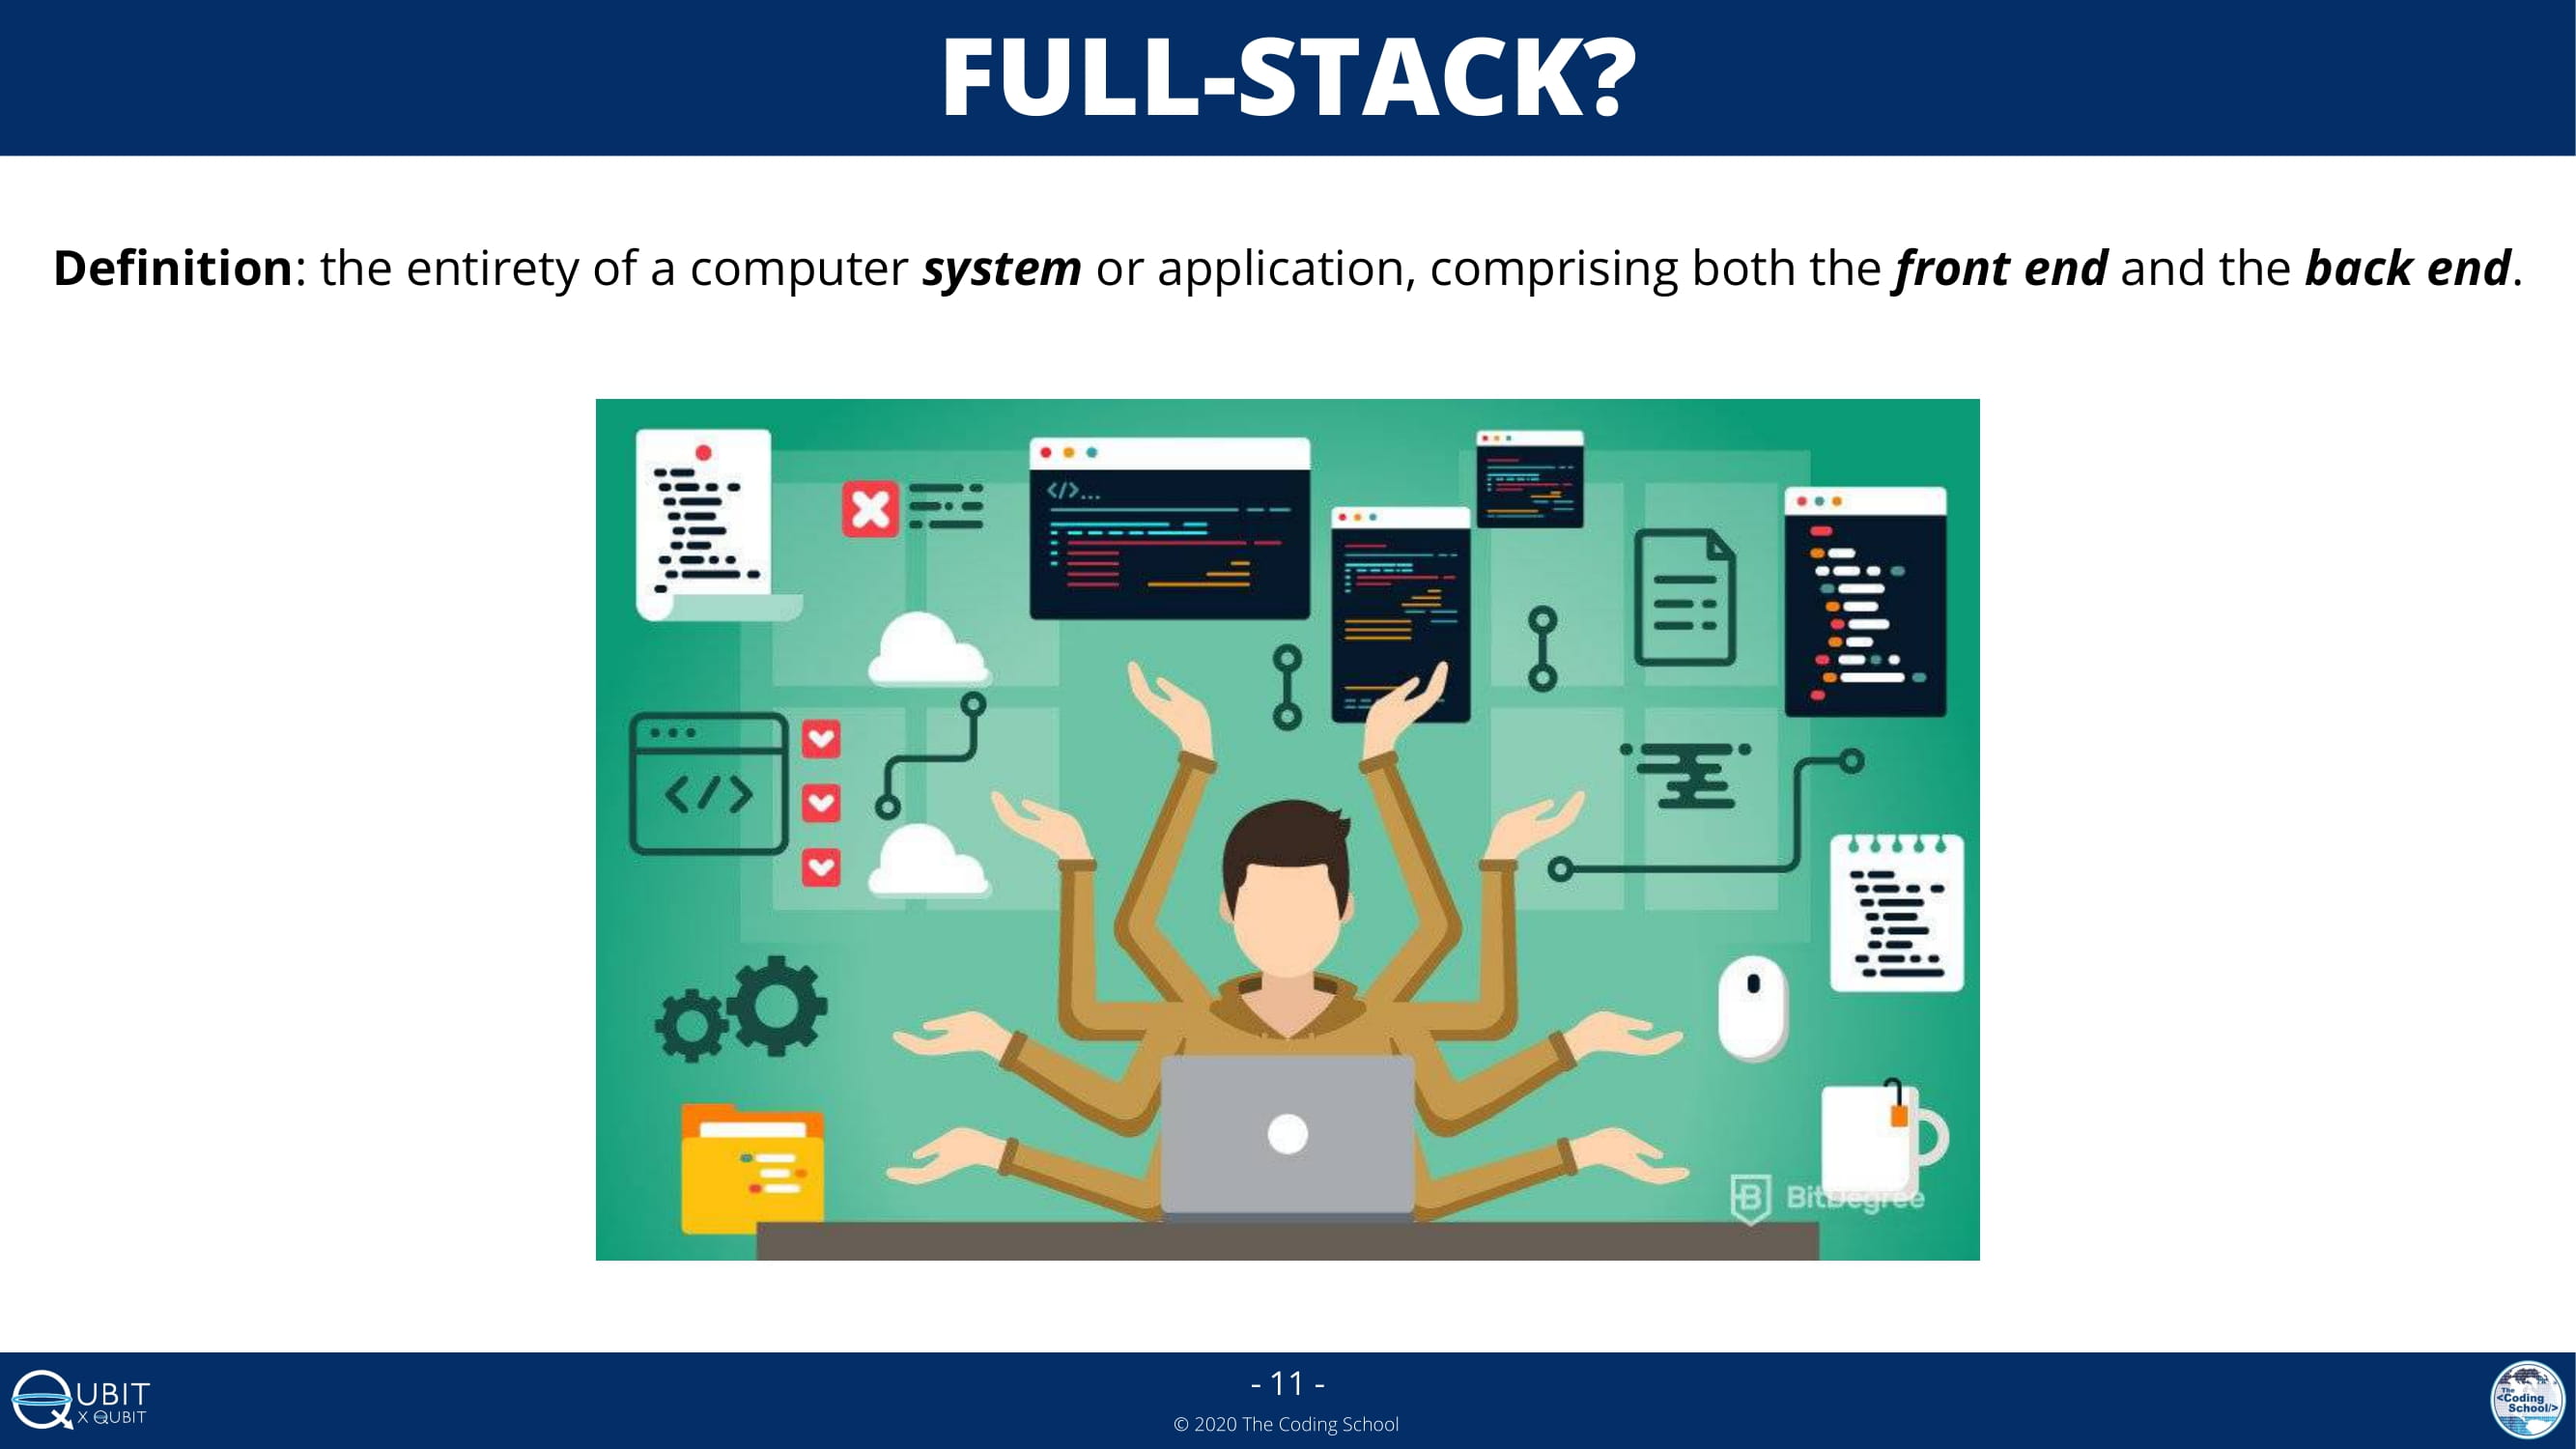 FULL-STACK?
Definition: the entirety of a computer system or application, comprising both the front end and the back end.
</>...
</>
BitDegree
QUBIT
X QUBIT
- 11 -
© 2020 The Coding School
The
<Coding
School/>